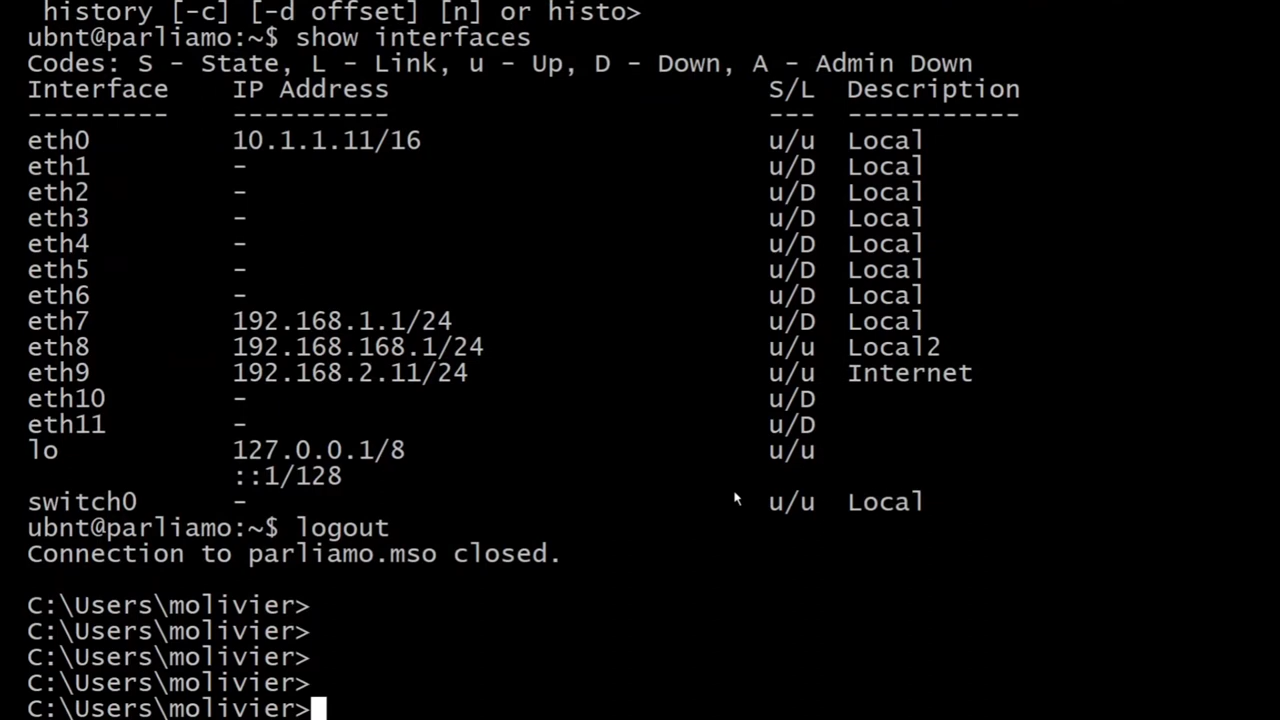 history [-c] [-d offset] [n] or histo>
ubnt@parliamo:~$ show interfaces
Codes: S - State, L - Link, u - Up, D - Down, A - Admin Down
Interface    IP Address                        S/L  Description
---------    ----------                        ---  -----------
eth0         10.1.1.11/16                      u/u  Local
eth1         -                                 u/D  Local
eth2         -                                 u/D  Local
eth3         -                                 u/D  Local
eth4         -                                 u/D  Local
eth5         -                                 u/D  Local
eth6         -                                 u/D  Local
eth7         192.168.1.1/24                    u/D  Local
eth8         192.168.168.1/24                  u/u  Local2
eth9         192.168.2.11/24                   u/u  Internet
eth10        -                                 u/D
eth11        -                                 u/D
lo           127.0.0.1/8                       u/u
             ::1/128
switch0      -                                 u/u  Local
ubnt@parliamo:~$ logout
Connection to parliamo.mso closed.
C:\Users\molivier>
C:\Users\molivier>
C:\Users\molivier>
C:\Users\molivier>
C:\Users\molivier>